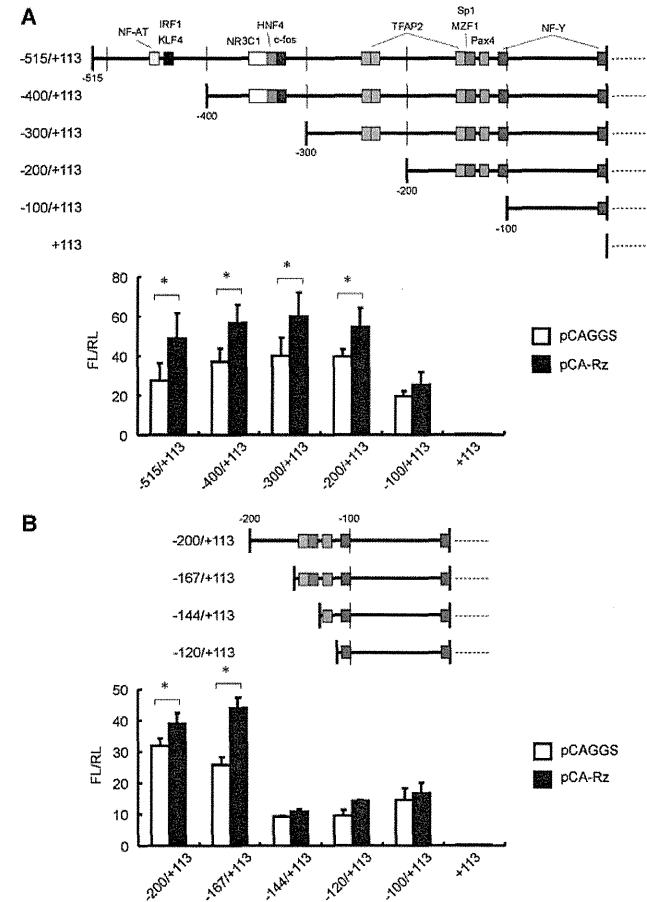 A
NF-AT
IRF1
KLF4
NR3C1
HNF4
c-fos
TFAP2
Sp1
MZF1
Pax4
NF-Y
-515/+113
-515
-400/+113
-400
-300/+113
-300
-200/+113
-200
-100/+113
-100
+113
FL/RL
80
60
40
20
0
* * * *
pCAGGS
pCA-Rz
-515/+113
-400/+113
-300/+113
-200/+113
-100/+113
+113
B
-200 -100
-200/+113
-167/+113
-144/+113
-120/+113
FL/RL
50
40
30
20
10
0
* *
pCAGGS
pCA-Rz
-200/+113
-167/+113
-144/+113
-120/+113
-100/+113
+113